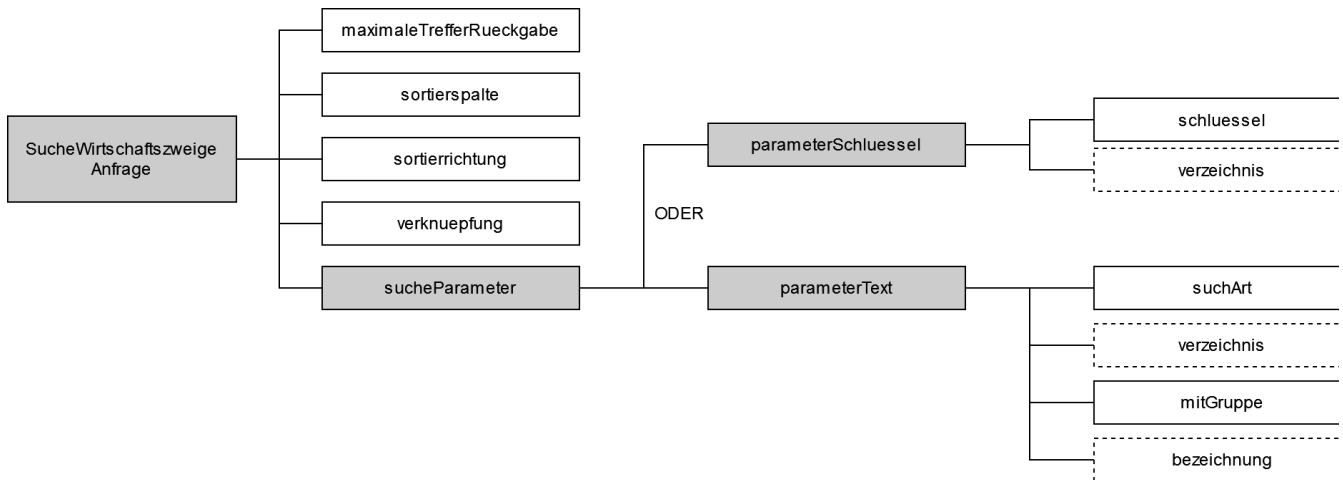 maximaleTrefferRueckgabe
sortierspalte
SucheWirtschaftszweige
Anfrage
sortierrichtung
verknuepfung
sucheParameter
ODER
parameterSchluessel
schluessel
verzeichnis
parameterText
suchArt
verzeichnis
mitGruppe
bezeichnung